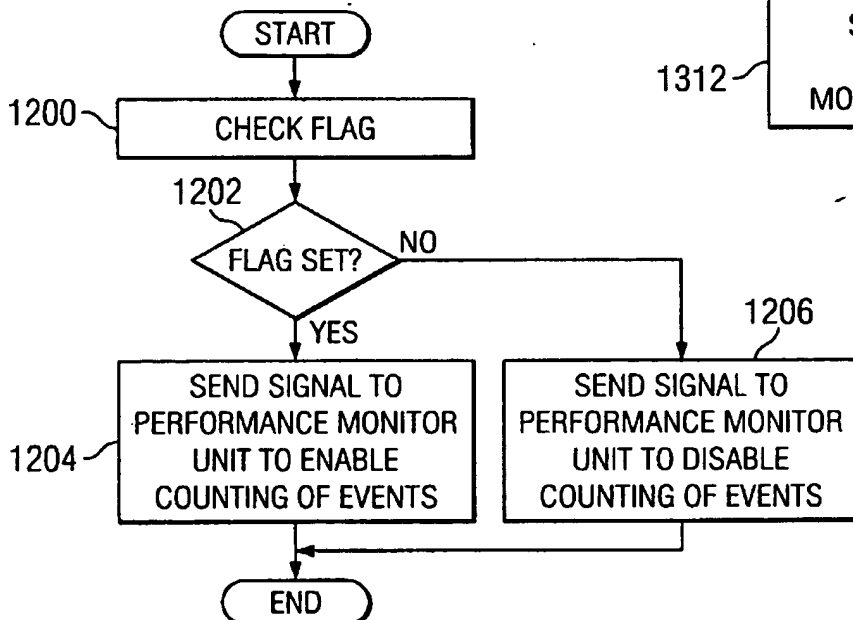 START
1200
CHECK FLAG
1202
FLAG SET?
NO
YES
1204
SEND SIGNAL TO
PERFORMANCE MONITOR
UNIT TO ENABLE
COUNTING OF EVENTS
1206
SEND SIGNAL TO
PERFORMANCE MONITOR
UNIT TO DISABLE
COUNTING OF EVENTS
END
1312
S
MO